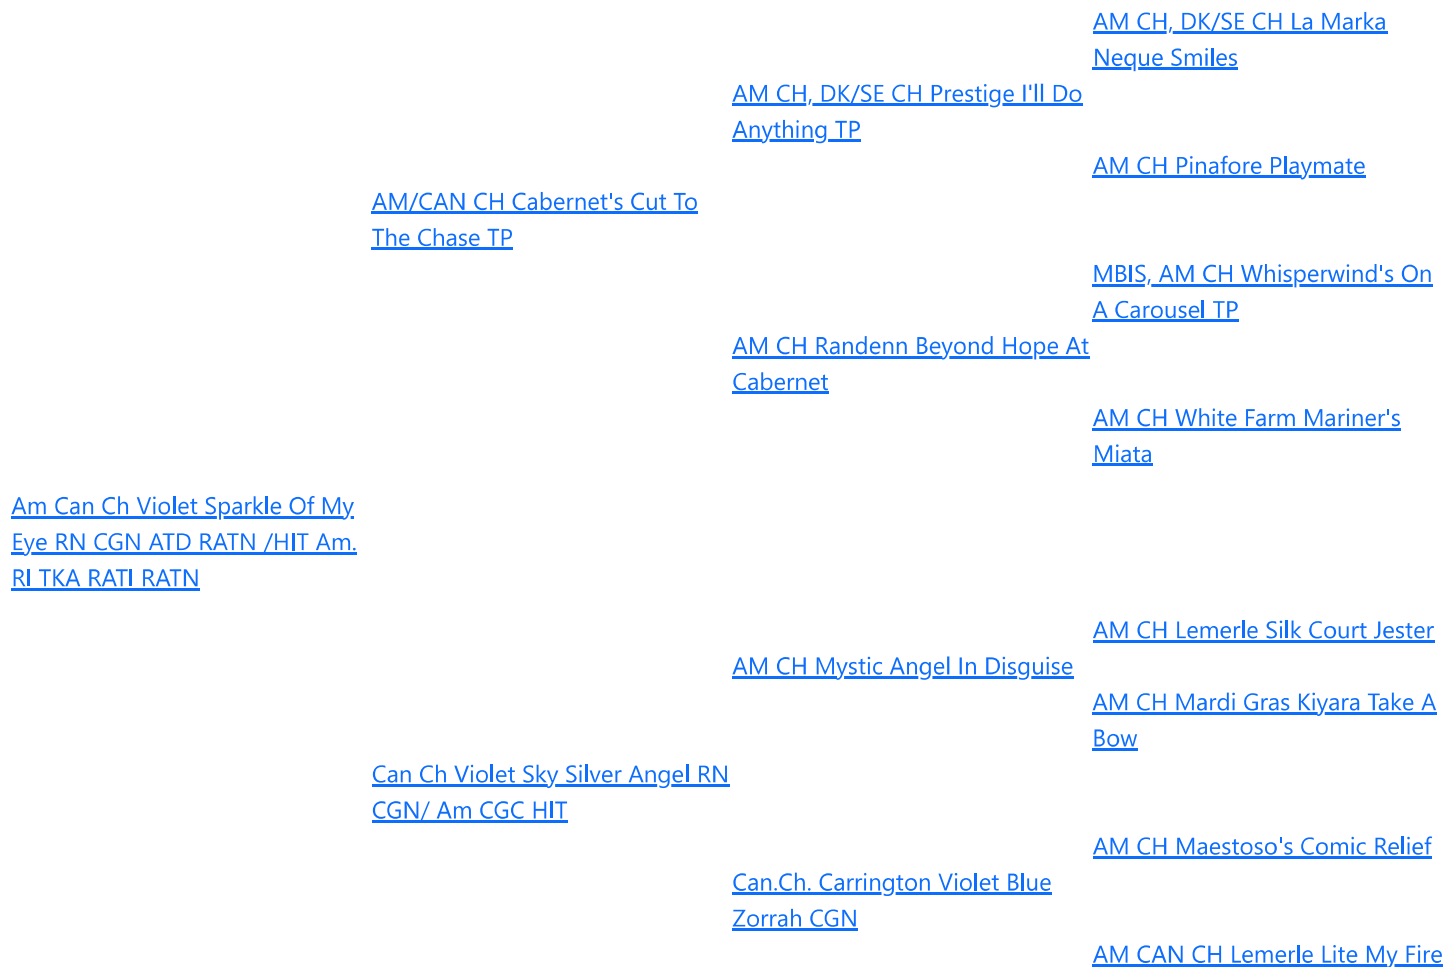 AM CH, DK/SE CH La Marka
Neque Smiles
AM CH, DK/SE CH Prestige I'll Do
Anything TP
AM CH Pinafore Playmate
AM/CAN CH Cabernet's Cut To
The Chase TP
MBIS, AM CH Whisperwind's On
A Carousel TP
AM CH Randenn Beyond Hope At
Cabernet
AM CH White Farm Mariner's
Miata
Am Can Ch Violet Sparkle Of My
Eye RN CGN ATD RATN /HIT Am.
RI TKA RATI RATN
AM CH Lemerle Silk Court Jester
AM CH Mystic Angel In Disguise
AM CH Mardi Gras Kiyara Take A
Bow
Can Ch Violet Sky Silver Angel RN
CGN/ Am CGC HIT
AM CH Maestoso's Comic Relief
Can.Ch. Carrington Violet Blue
Zorrah CGN
AM CAN CH Lemerle Lite My Fire